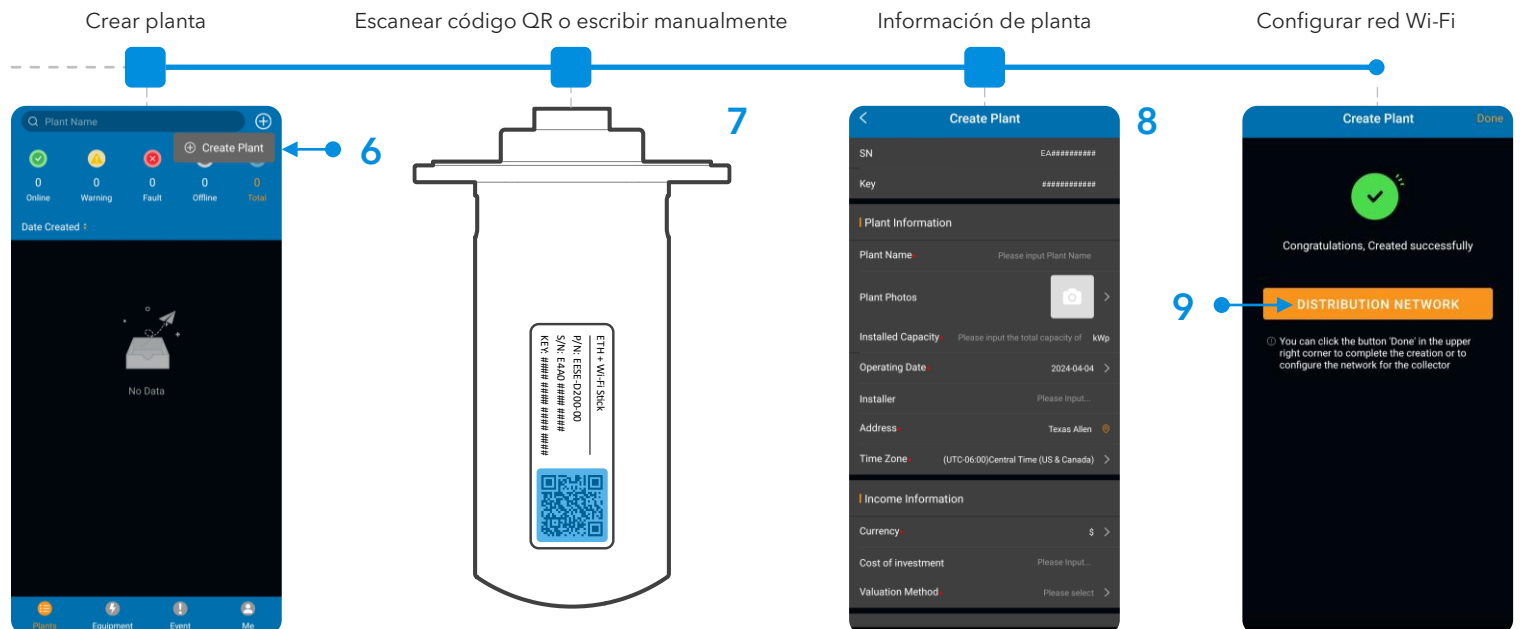 Crear planta
Escanear código QR o escribir manualmente
Información de planta
Configurar red Wi-Fi
Plant Name
Create Plant
0
0
0
0
0
Online
Warning
Fault
Offline
Total
Date Created
No Data
Plants
Equipment
Event
Me
6
7
ETH + Wi-Fi Stick
P/N: EESE-D200-00
S/N: E4A0 #### ####
KEY: #### #### #### ####
8
Create Plant
SN EA##########
Key ############
Plant Information
Plant Name* Please input Plant Name
Plant Photos
Installed Capacity* Please input the total capacity of kWp
Operating Date* 2024-04-04
Installer Please Input...
Address* Texas Allen
Time Zone* (UTC-06:00)Central Time (US & Canada)
Income Information
Currency* $
Cost of investment Please Input...
Valuation Method* Please select
9
Create Plant Done
Congratulations, Created successfully
DISTRIBUTION NETWORK
You can click the button 'Done' in the upper
right corner to complete the creation or to
configure the network for the collector